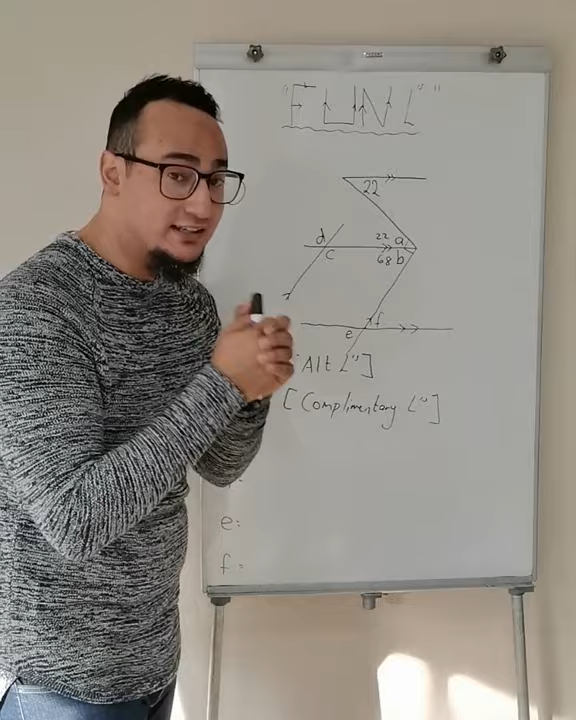 "FUN L'S"
22
22 a
d
c
68 b
f
e
[Alt L's]
[Complimentary L's]
e:
f: